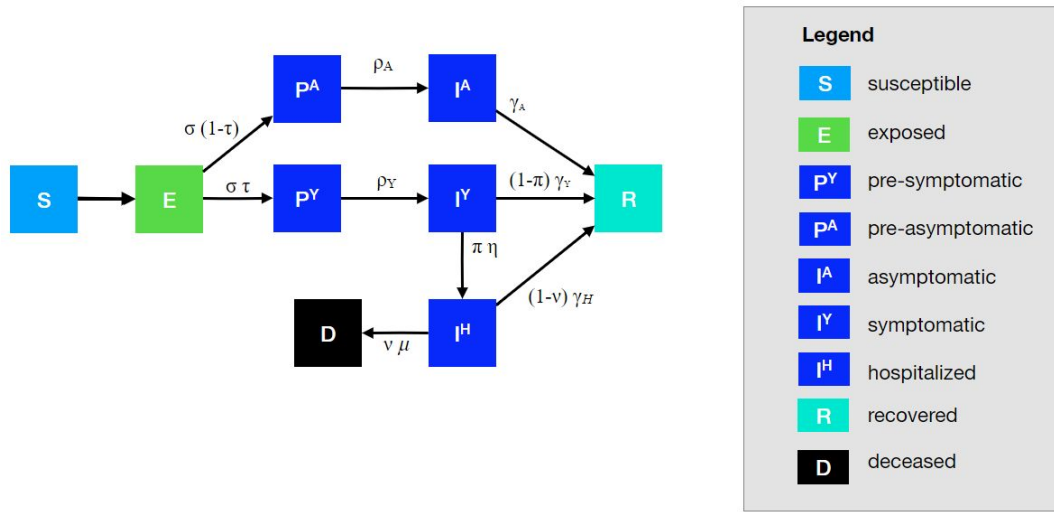 Legend
S susceptible
E exposed
P^Y pre-symptomatic
P^A pre-asymptomatic
I^A asymptomatic
I^Y symptomatic
I^H hospitalized
R recovered
D deceased
P^A ρ_A I^A
γ_A
σ (1-τ)
S E σ τ P^Y ρ_Y I^Y (1-π) γ_Y R
π η
(1-ν) γ_H
D ν μ I^H